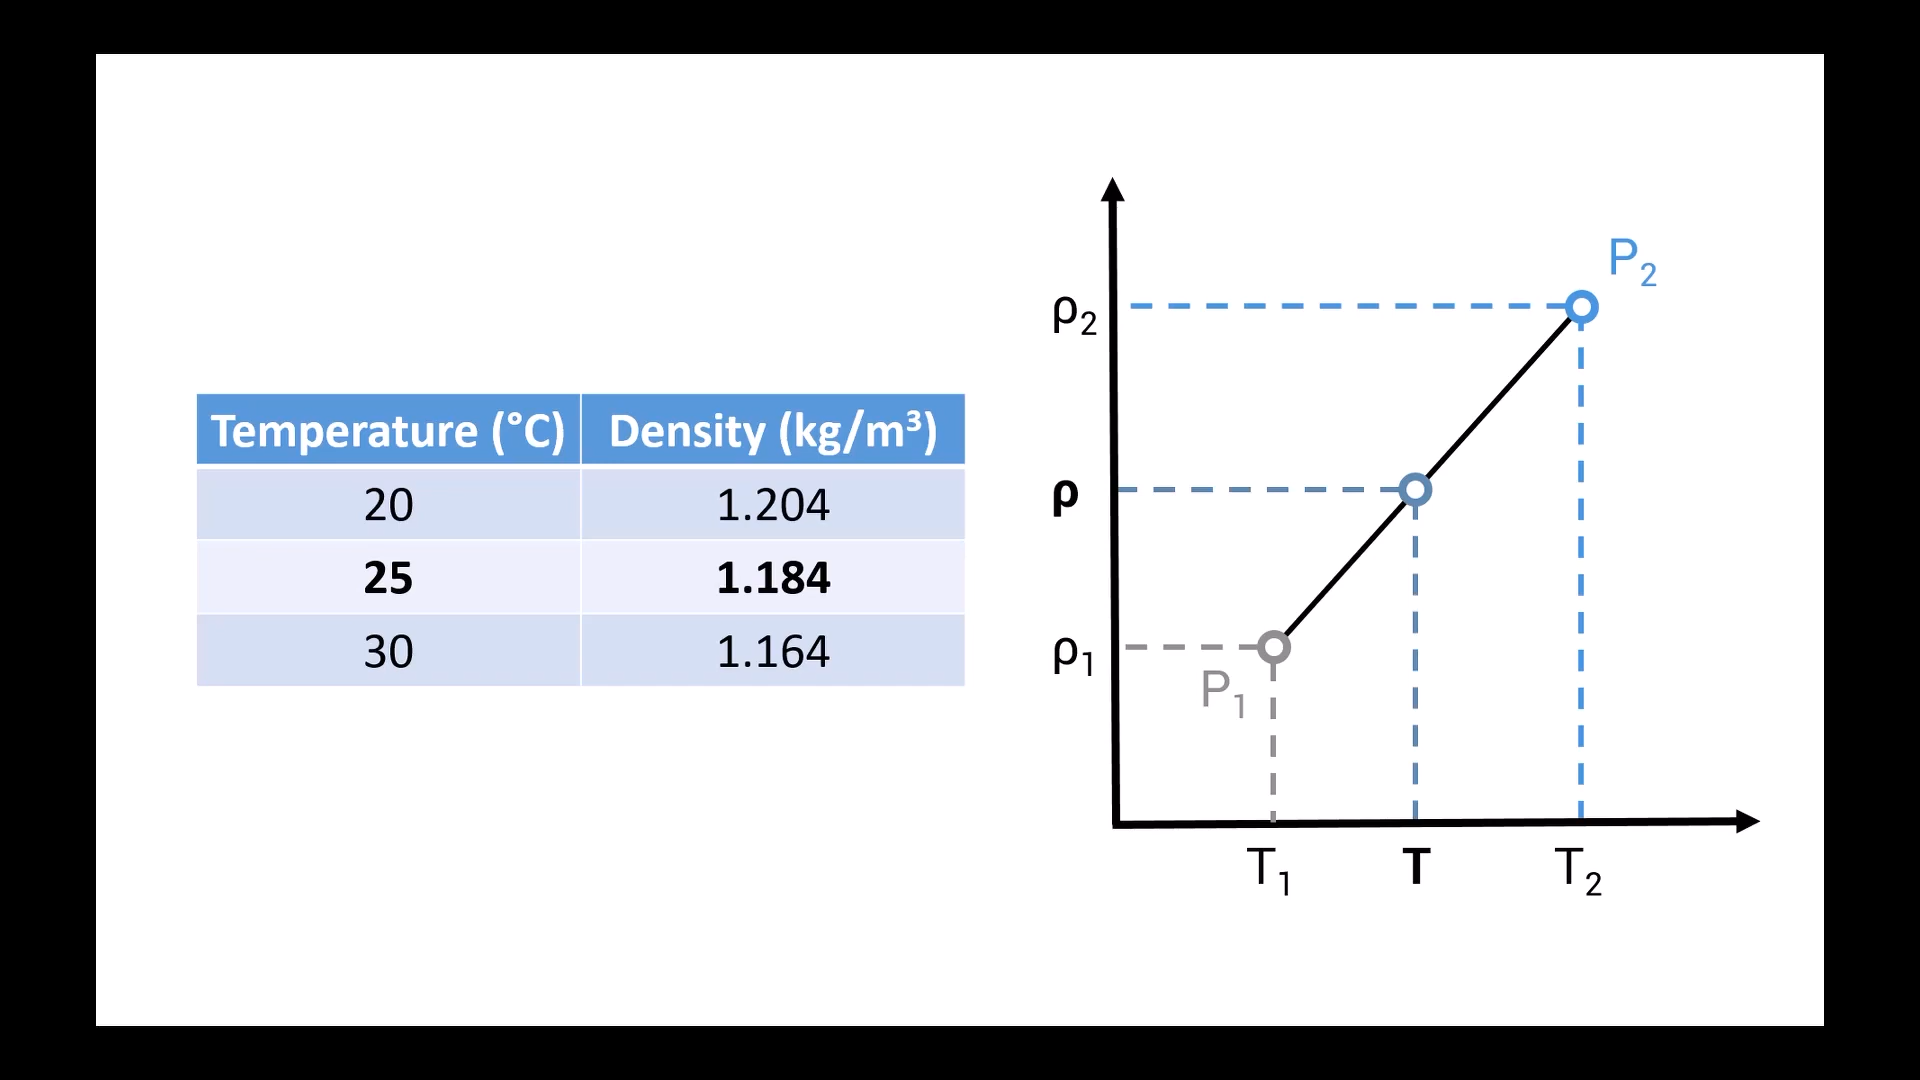 Temperature (°C) Density (kg/m³)
20 1.204
25 1.184
30 1.164
P₂
ρ₂
ρ
ρ₁
P₁
T₁ T T₂